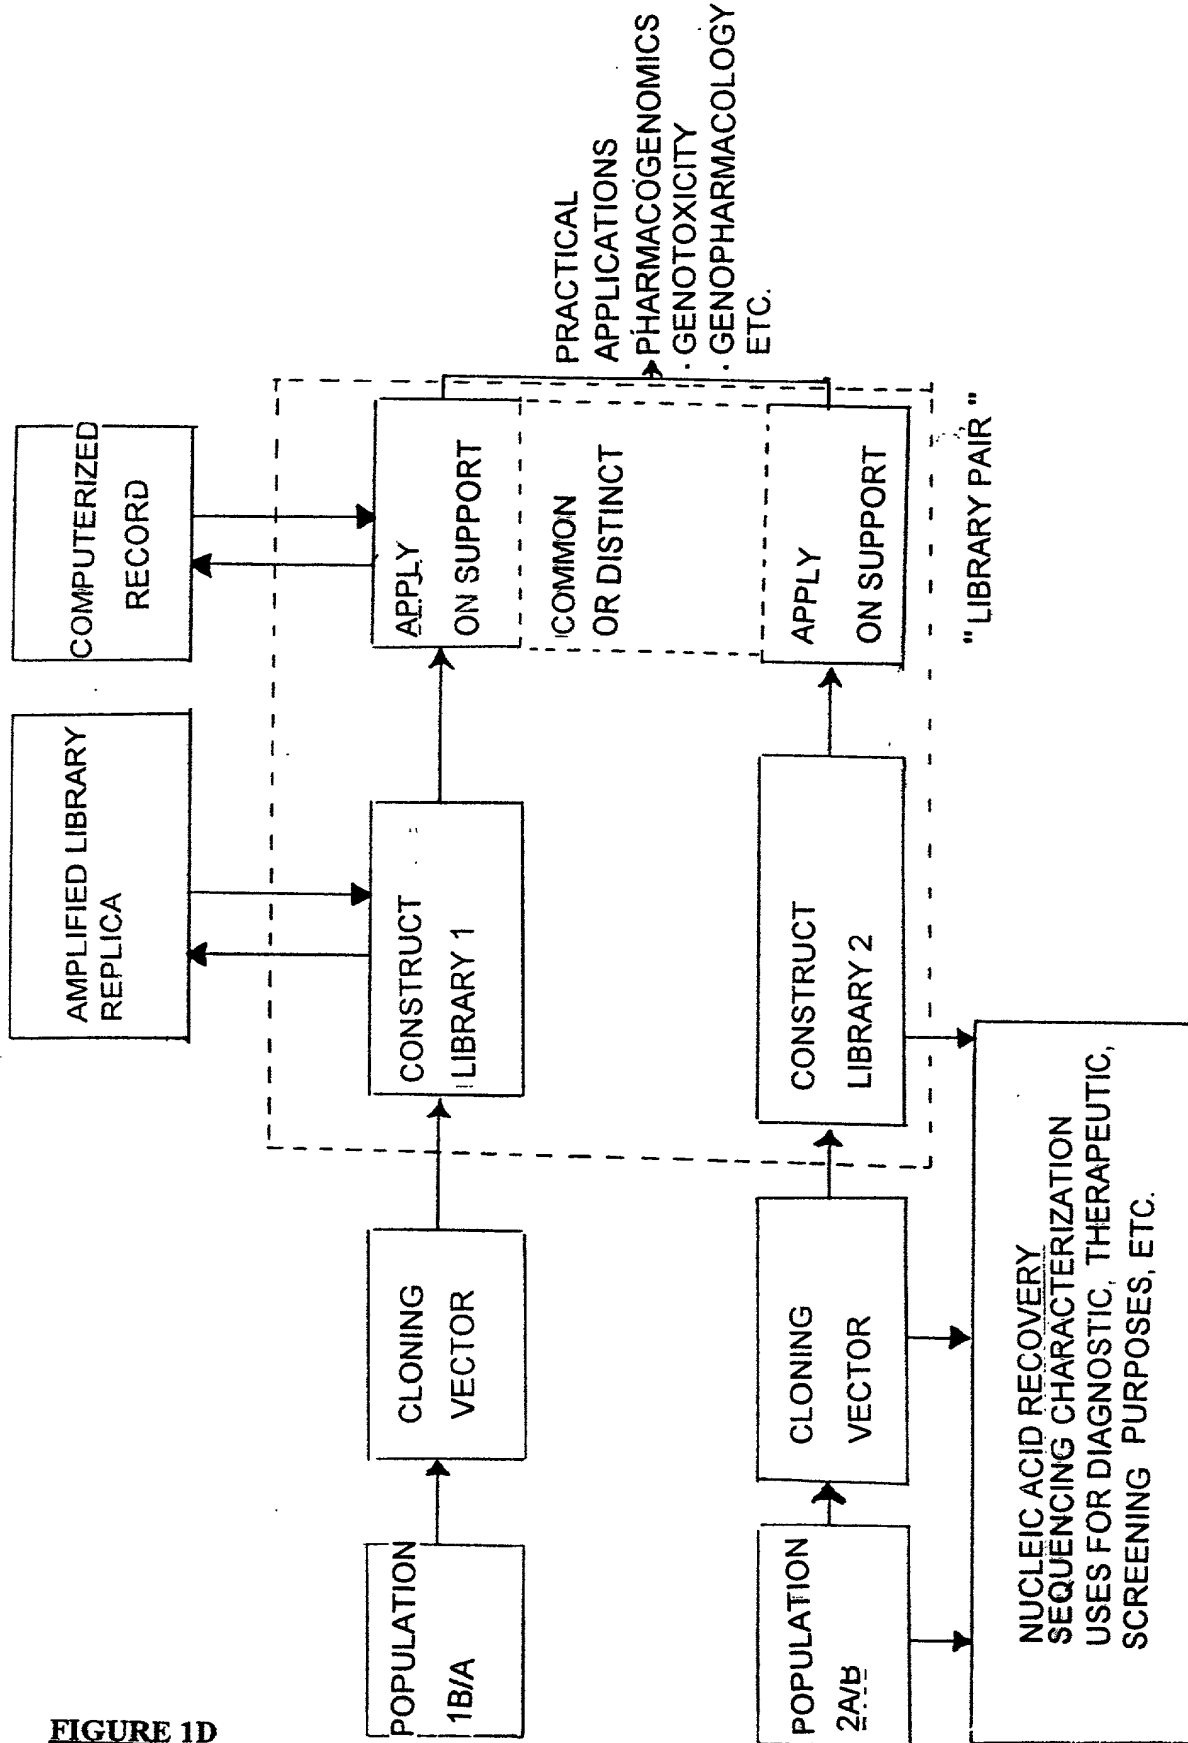 FIGURE 1D
POPULATION
1B/A
CLONING
VECTOR
CONSTRUCT
LIBRARY 1
APPLY
ON SUPPORT
AMPLIFIED LIBRARY
REPLICA
COMPUTERIZED
RECORD
COMMON
OR DISTINCT
POPULATION
2A/B
CLONING
VECTOR
CONSTRUCT
LIBRARY 2
APPLY
ON SUPPORT
"LIBRARY PAIR"
PRACTICAL
APPLICATIONS
· PHARMACOGENOMICS
· GENOTOXICITY
· GENOPHARMACOLOGY
ETC.
NUCLEIC ACID RECOVERY
SEQUENCING CHARACTERIZATION
USES FOR DIAGNOSTIC, THERAPEUTIC,
SCREENING PURPOSES, ETC.